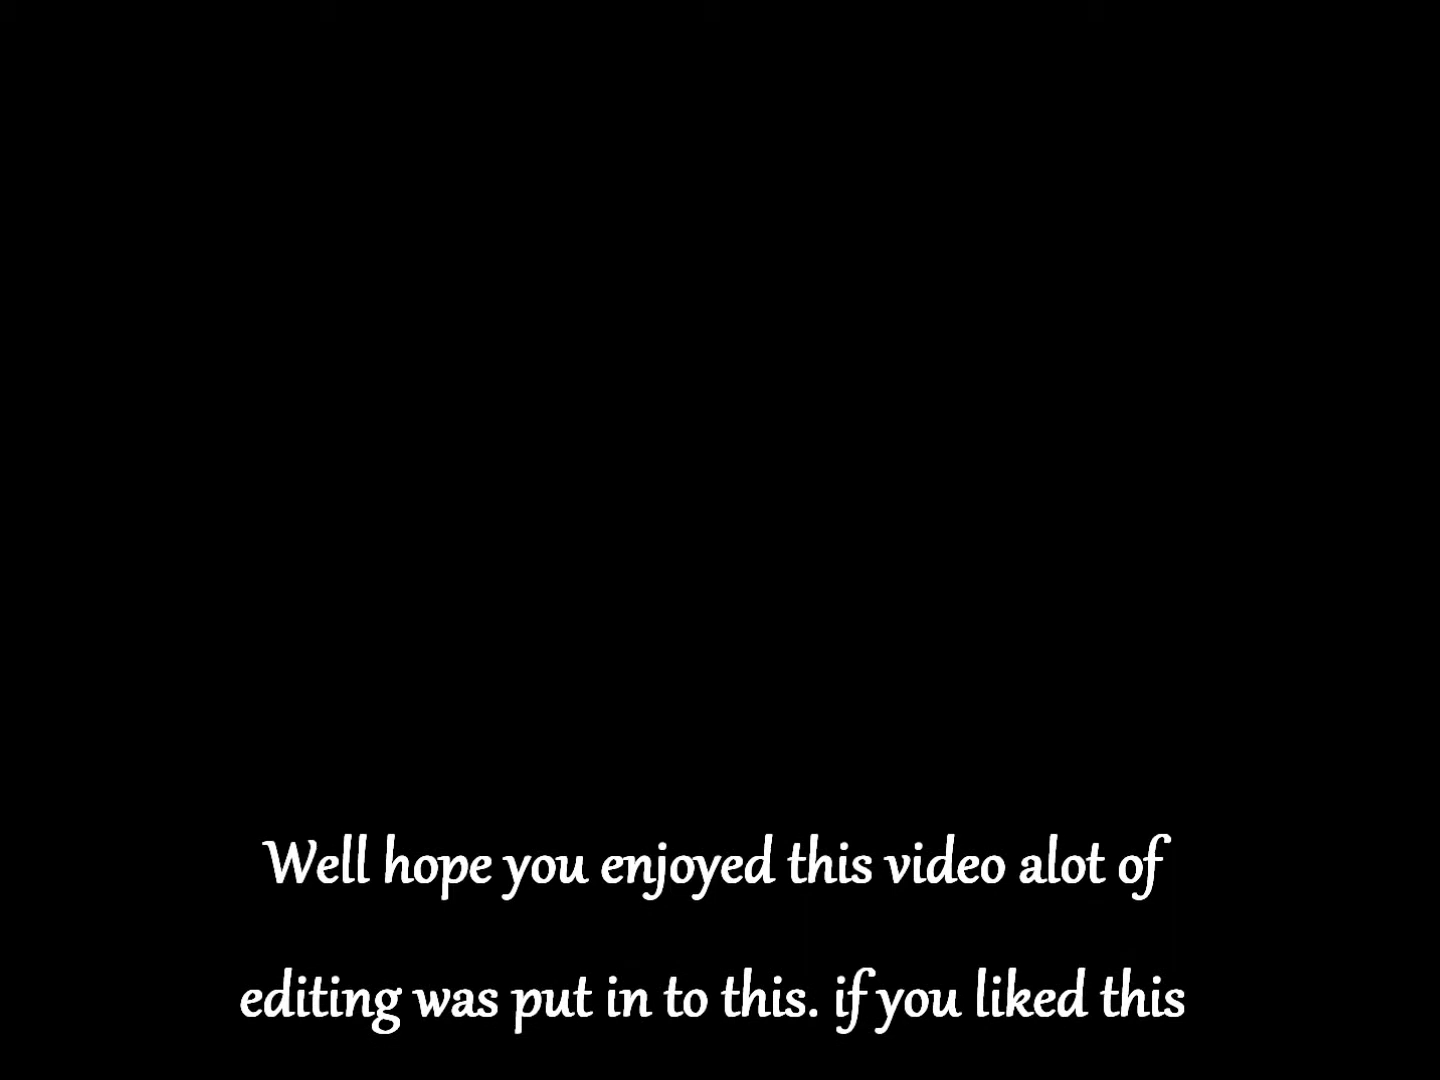 Well hope you enjoyed this video alot of
editing was put in to this. if you liked this